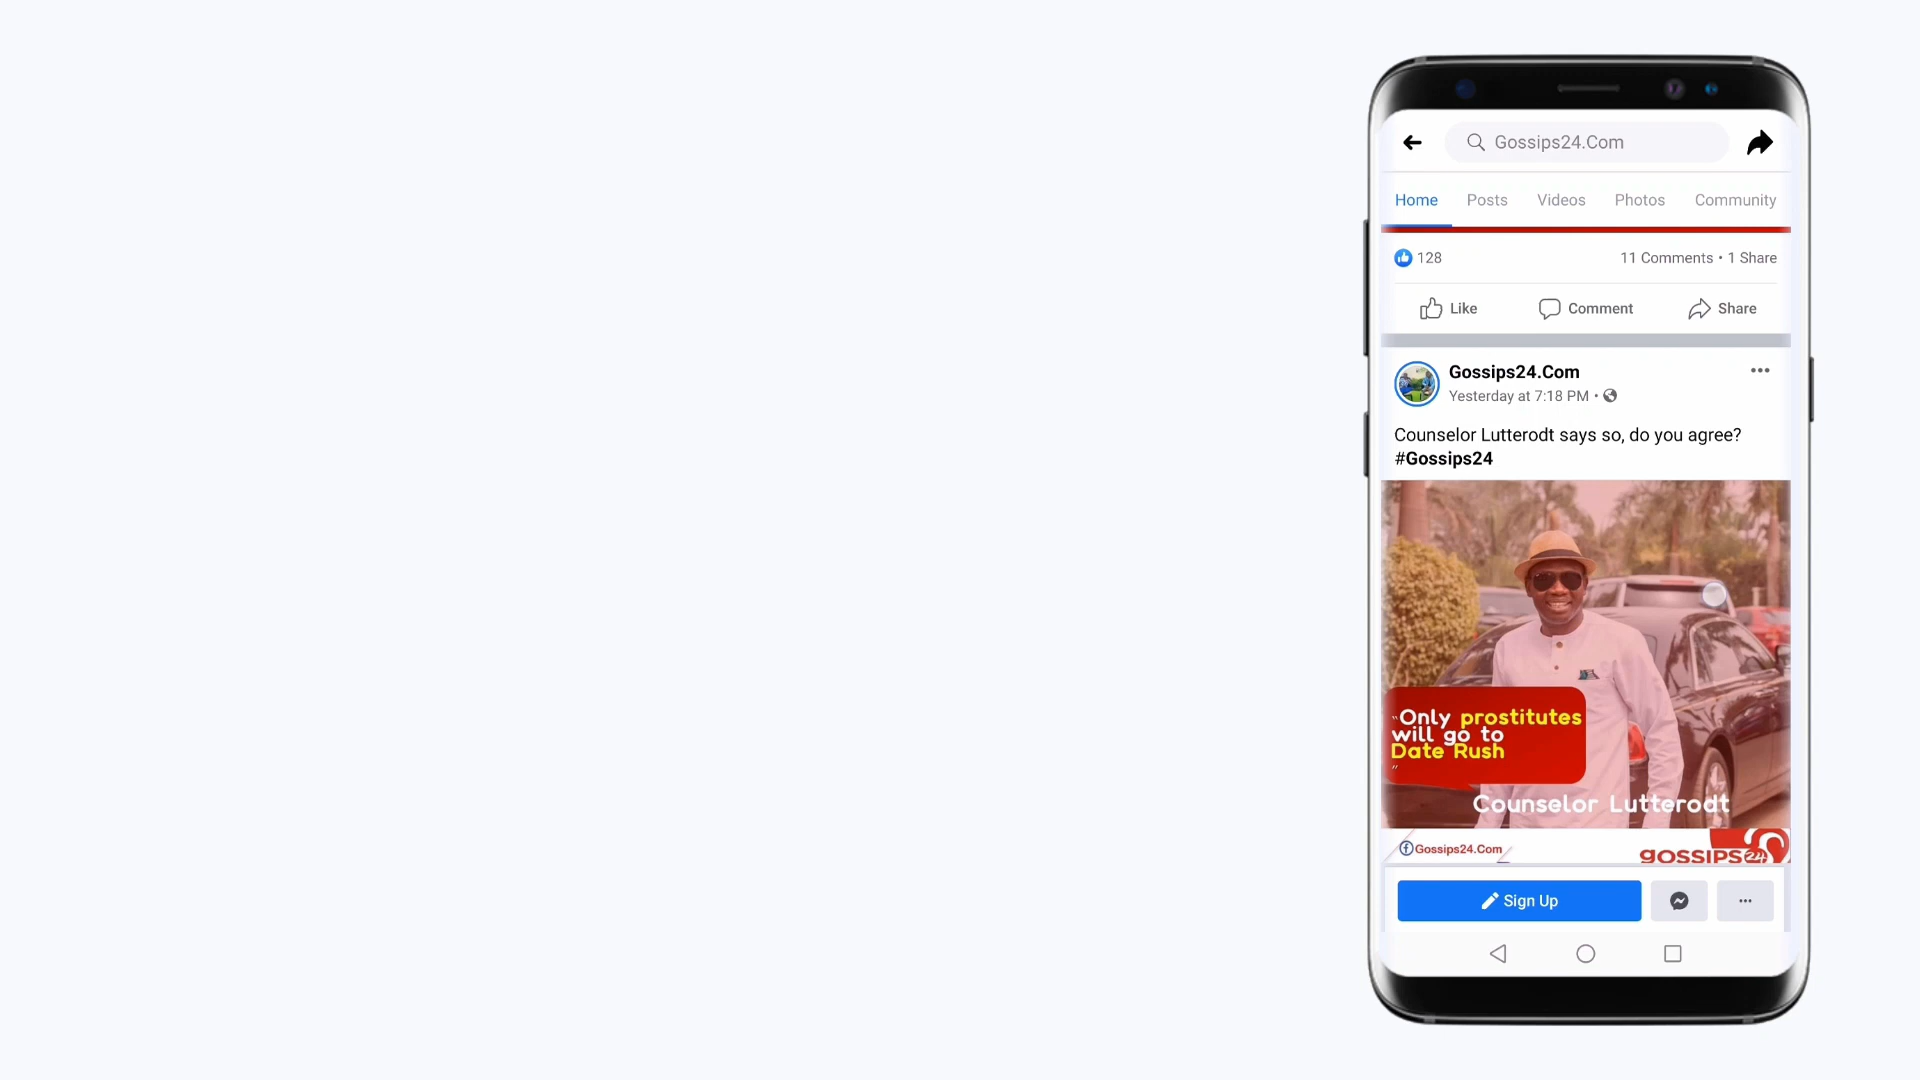 Gossips24.Com
Home Posts Videos Photos Community
128 11 Comments • 1 Share
Like Comment Share
Gossips24.Com
Yesterday at 7:18 PM •
Counselor Lutterodt says so, do you agree?
#Gossips24
"Only prostitutes
will go to
Date Rush
"
Counselor Lutterodt
Gossips24.Com
gossips24
Sign Up